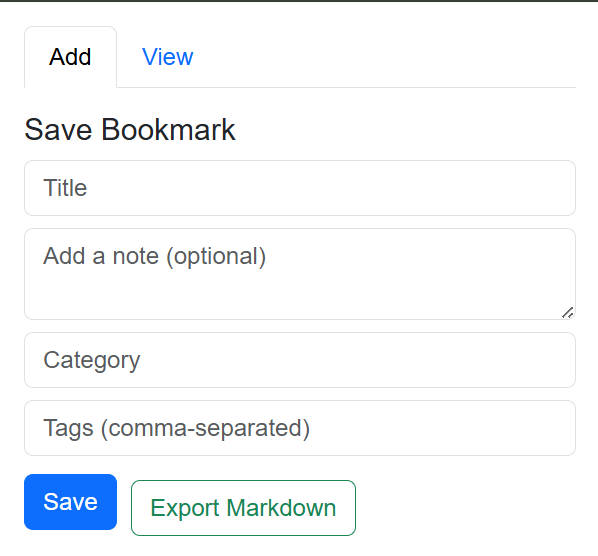 Add View
Save Bookmark
Title
Add a note (optional)
Category
Tags (comma-separated)
Save Export Markdown